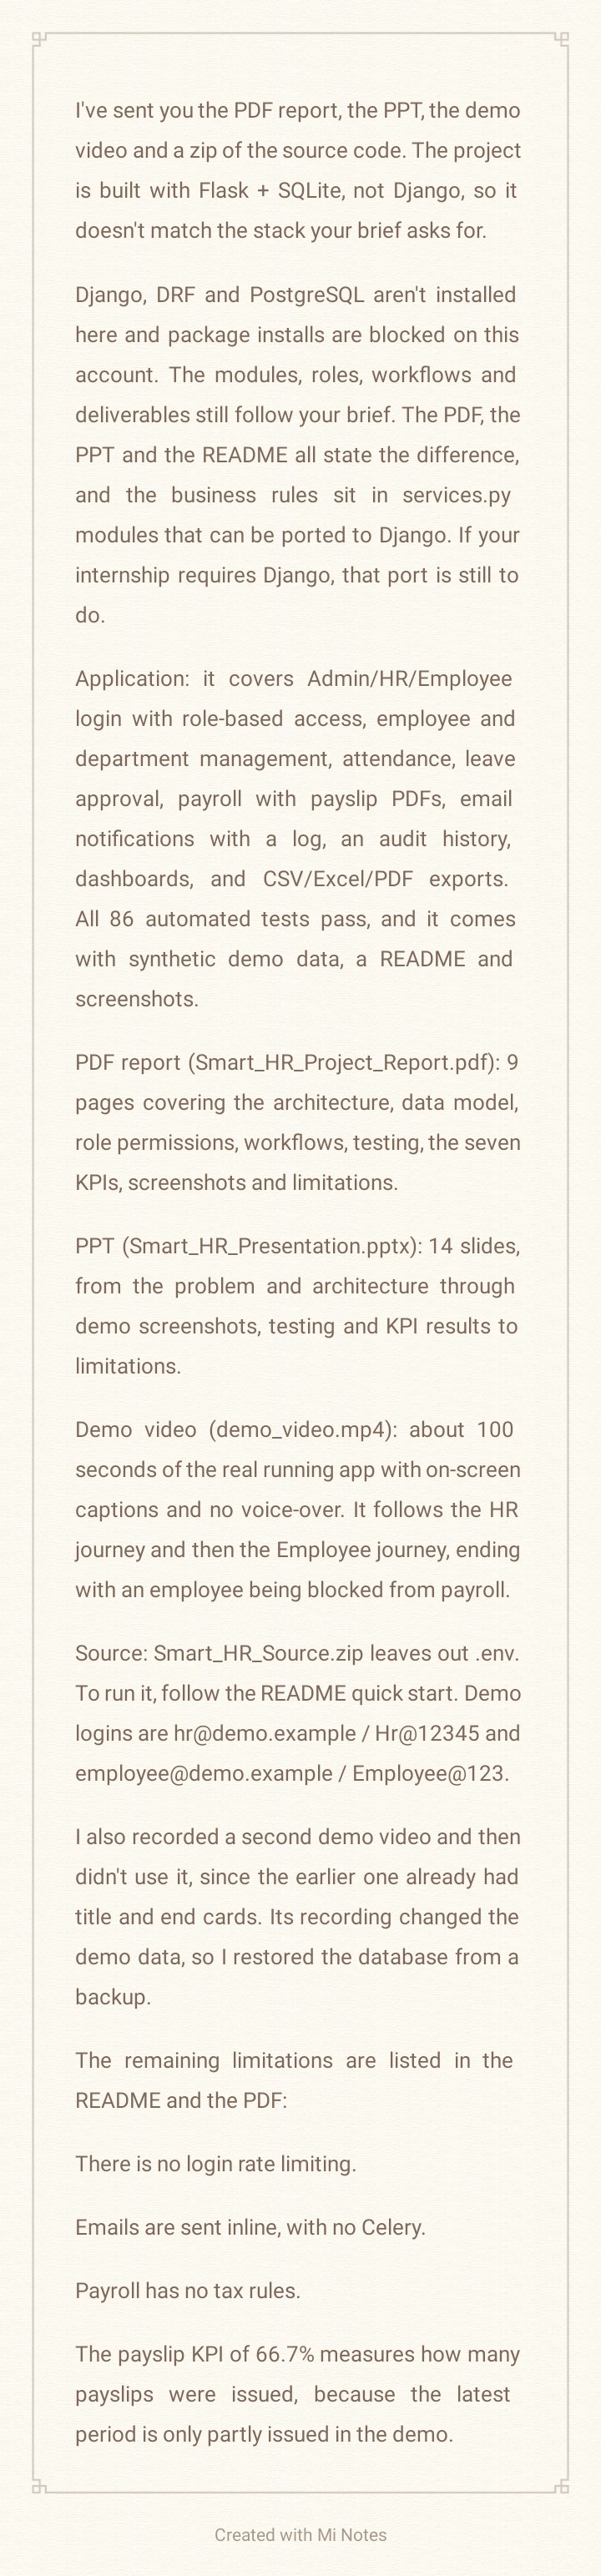 I've sent you the PDF report, the PPT, the demo
video and a zip of the source code. The project
is built with Flask + SQLite, not Django, so it
doesn't match the stack your brief asks for.
Django, DRF and PostgreSQL aren't installed
here and package installs are blocked on this
account. The modules, roles, workflows and
deliverables still follow your brief. The PDF, the
PPT and the README all state the difference,
and the business rules sit in services.py
modules that can be ported to Django. If your
internship requires Django, that port is still to
do.
Application: it covers Admin/HR/Employee
login with role-based access, employee and
department management, attendance, leave
approval, payroll with payslip PDFs, email
notifications with a log, an audit history,
dashboards, and CSV/Excel/PDF exports.
All 86 automated tests pass, and it comes
with synthetic demo data, a README and
screenshots.
PDF report (Smart_HR_Project_Report.pdf): 9
pages covering the architecture, data model,
role permissions, workflows, testing, the seven
KPIs, screenshots and limitations.
PPT (Smart_HR_Presentation.pptx): 14 slides,
from the problem and architecture through
demo screenshots, testing and KPI results to
limitations.
Demo video (demo_video.mp4): about 100
seconds of the real running app with on-screen
captions and no voice-over. It follows the HR
journey and then the Employee journey, ending
with an employee being blocked from payroll.
Source: Smart_HR_Source.zip leaves out .env.
To run it, follow the README quick start. Demo
logins are hr@demo.example / Hr@12345 and
employee@demo.example / Employee@123.
I also recorded a second demo video and then
didn't use it, since the earlier one already had
title and end cards. Its recording changed the
demo data, so I restored the database from a
backup.
The remaining limitations are listed in the
README and the PDF:
There is no login rate limiting.
Emails are sent inline, with no Celery.
Payroll has no tax rules.
The payslip KPI of 66.7% measures how many
payslips were issued, because the latest
period is only partly issued in the demo.
Created with Mi Notes